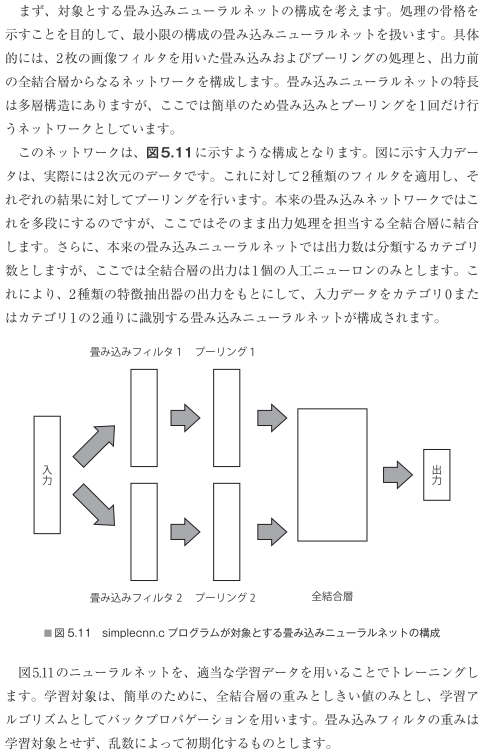 まず、対象とする畳み込みニューラルネットの構成を考えます。処理の骨格を
示すことを目的して、最小限の構成の畳み込みニューラルネットを扱います。具体
的には、2枚の画像フィルタを用いた畳み込みおよびプーリングの処理と、出力前
の全結合層からなるネットワークを構成します。畳み込みニューラルネットの特長
は多層構造にありますが、ここでは簡単のため畳み込みとプーリングを1回だけ行
うネットワークとしています。
このネットワークは、図5.11に示すような構成となります。図に示す入力デー
タは、実際には2次元のデータです。これに対して2種類のフィルタを適用し、そ
れぞれの結果に対してプーリングを行います。本来の畳み込みネットワークではこ
れを多段にするのですが、ここではそのまま出力処理を担当する全結合層に結合
します。さらに、本来の畳み込みニューラルネットでは出力数は分類するカテゴリ
数としますが、ここでは全結合層の出力は1個の人工ニューロンのみとします。こ
れにより、2種類の特徴抽出器の出力をもとにして、入力データをカテゴリ0また
はカテゴリ1の2通りに識別する畳み込みニューラルネットが構成されます。
畳み込みフィルタ1 プーリング1
入力
出力
畳み込みフィルタ2 プーリング2
全結合層
■図5.11 simplecnn.cプログラムが対象とする畳み込みニューラルネットの構成
図5.11のニューラルネットを、適当な学習データを用いることでトレーニングし
ます。学習対象は、簡単のために、全結合層の重みとしきい値のみとし、学習ア
ルゴリズムとしてバックプロパゲーションを用います。畳み込みフィルタの重みは
学習対象とせず、乱数によって初期化するものとします。